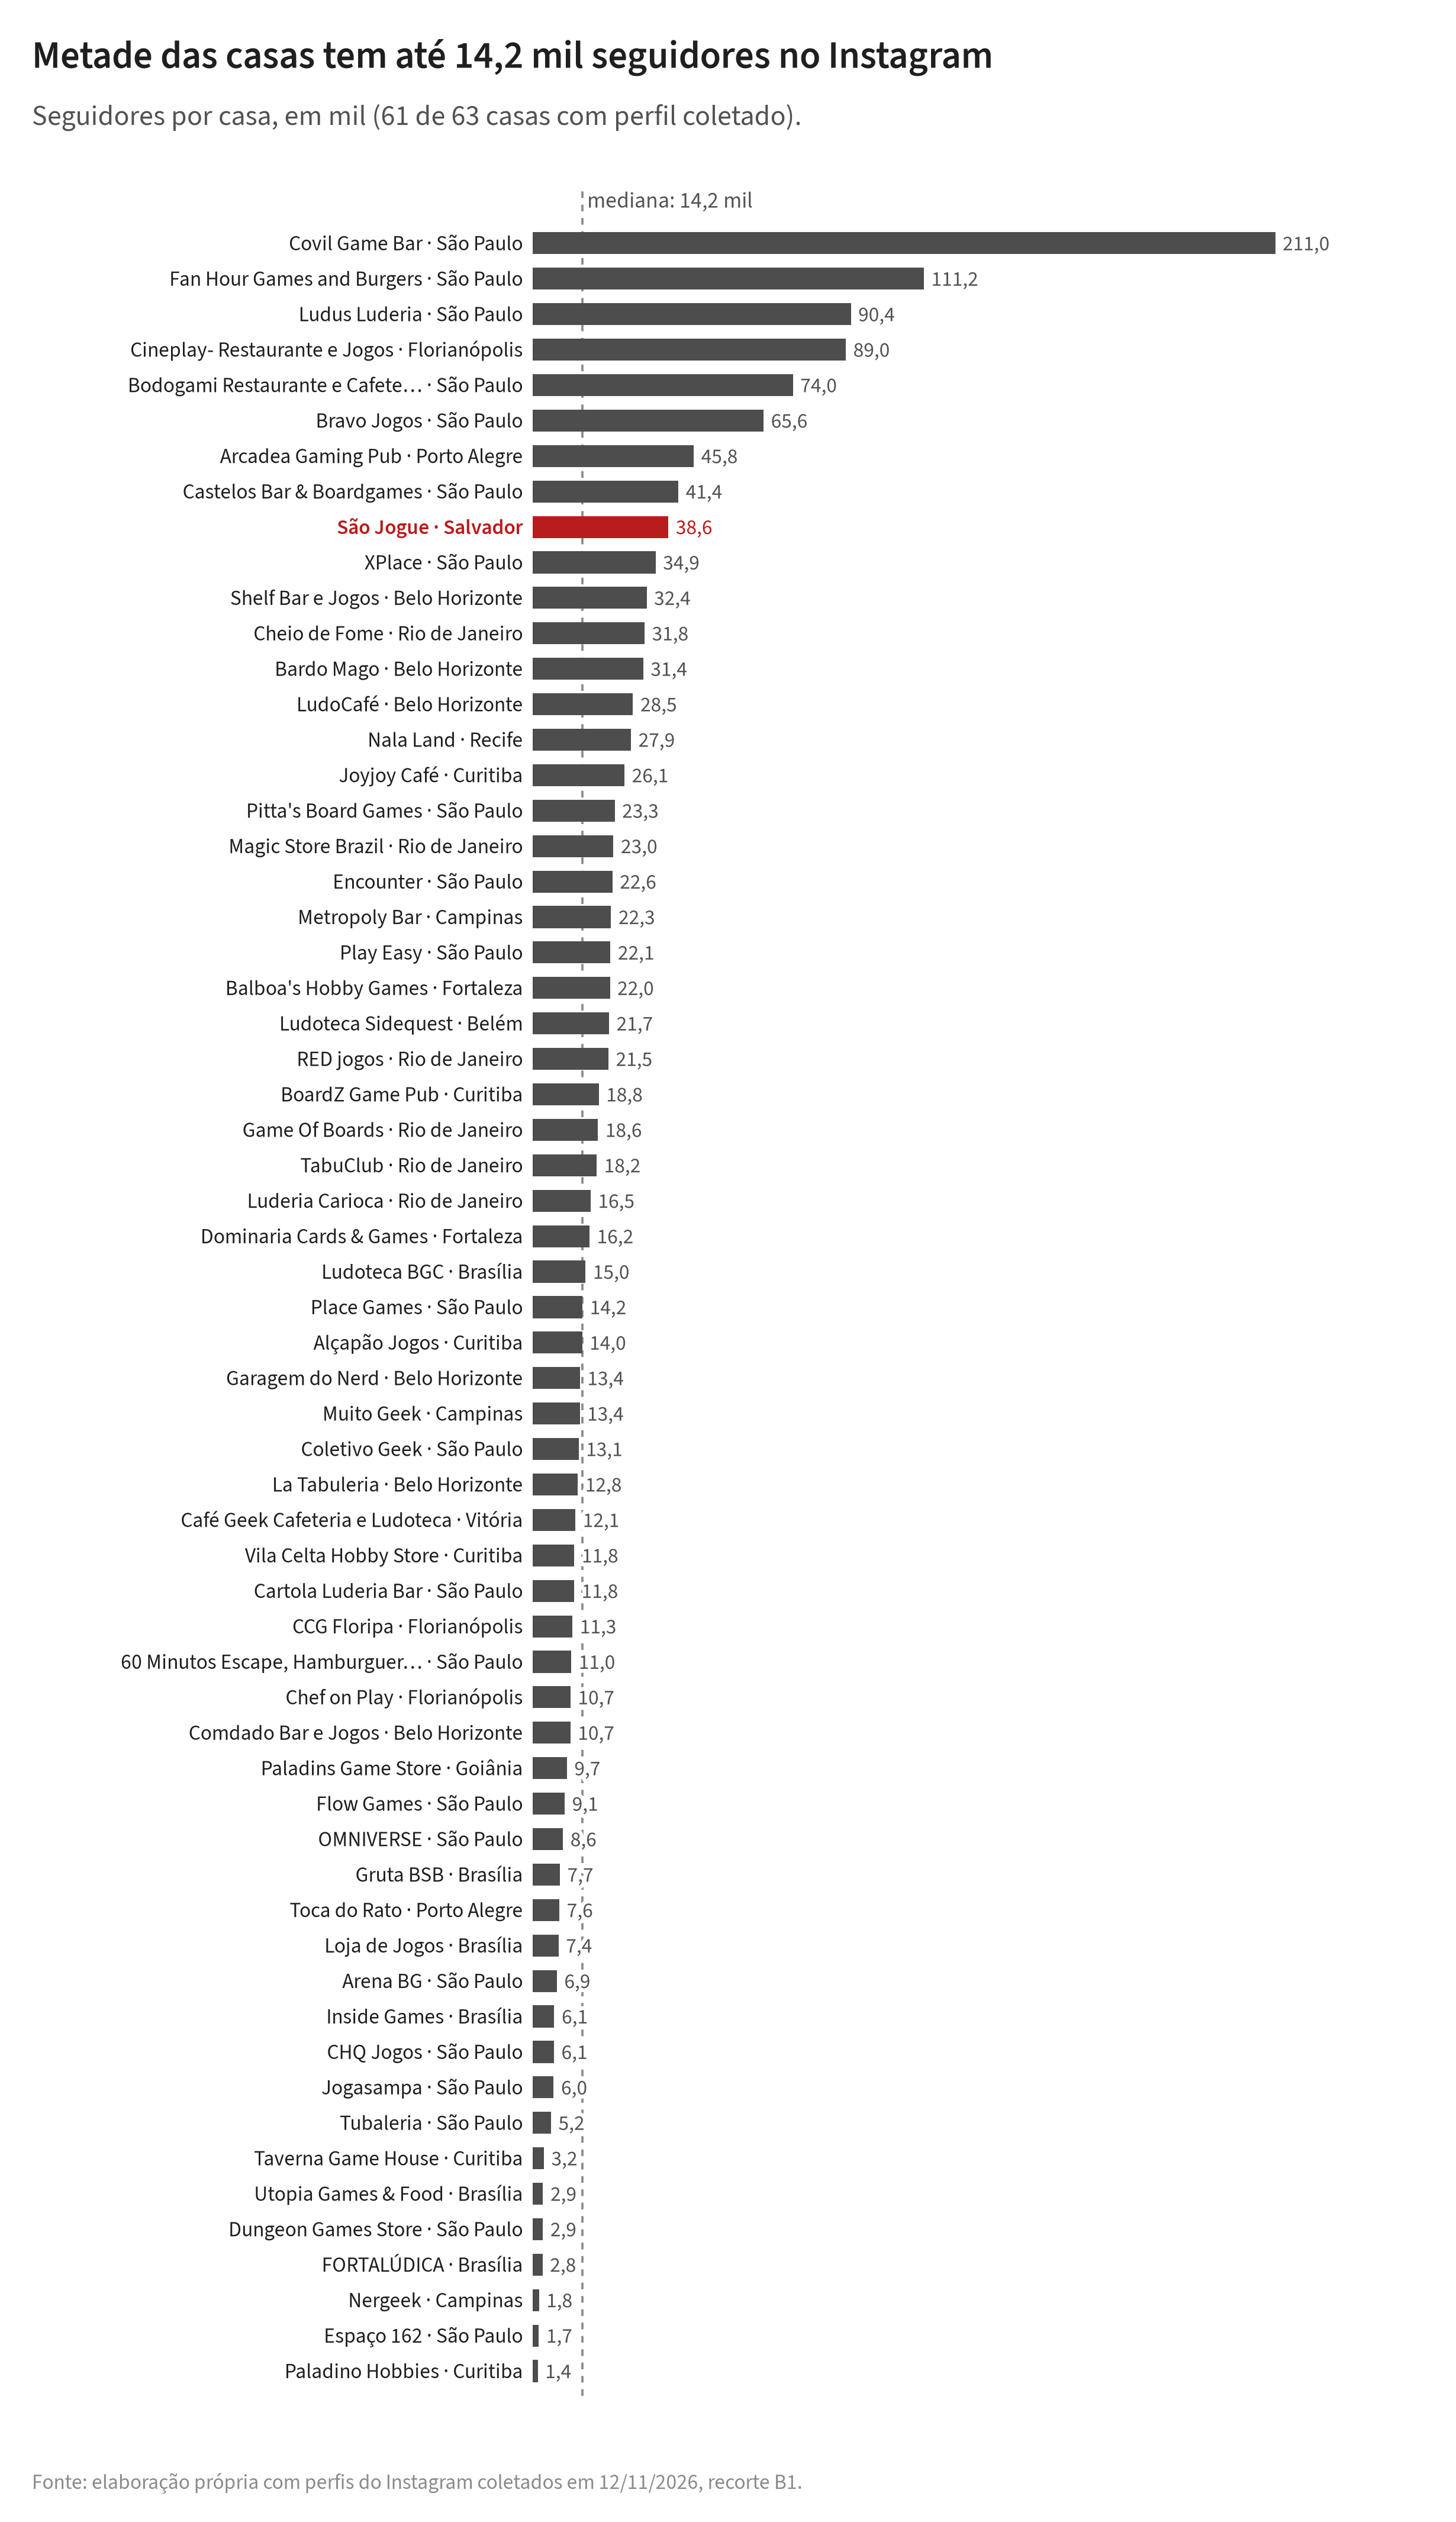 Metade das casas tem até 14,2 mil seguidores no Instagram
Seguidores por casa, em mil (61 de 63 casas com perfil coletado).
mediana: 14,2 mil
Covil Game Bar · São Paulo 211,0
Fan Hour Games and Burgers · São Paulo 111,2
Ludus Luderia · São Paulo 90,4
Cineplay- Restaurante e Jogos · Florianópolis 89,0
Bodogami Restaurante e Cafete… · São Paulo 74,0
Bravo Jogos · São Paulo 65,6
Arcadea Gaming Pub · Porto Alegre 45,8
Castelos Bar & Boardgames · São Paulo 41,4
São Jogue · Salvador 38,6
XPlace · São Paulo 34,9
Shelf Bar e Jogos · Belo Horizonte 32,4
Cheio de Fome · Rio de Janeiro 31,8
Bardo Mago · Belo Horizonte 31,4
LudoCafé · Belo Horizonte 28,5
Nala Land · Recife 27,9
Joyjoy Café · Curitiba 26,1
Pitta's Board Games · São Paulo 23,3
Magic Store Brazil · Rio de Janeiro 23,0
Encounter · São Paulo 22,6
Metropoly Bar · Campinas 22,3
Play Easy · São Paulo 22,1
Balboa's Hobby Games · Fortaleza 22,0
Ludoteca Sidequest · Belém 21,7
RED jogos · Rio de Janeiro 21,5
BoardZ Game Pub · Curitiba 18,8
Game Of Boards · Rio de Janeiro 18,6
TabuClub · Rio de Janeiro 18,2
Luderia Carioca · Rio de Janeiro 16,5
Dominaria Cards & Games · Fortaleza 16,2
Ludoteca BGC · Brasília 15,0
Place Games · São Paulo 14,2
Alçapão Jogos · Curitiba 14,0
Garagem do Nerd · Belo Horizonte 13,4
Muito Geek · Campinas 13,4
Coletivo Geek · São Paulo 13,1
La Tabuleria · Belo Horizonte 12,8
Café Geek Cafeteria e Ludoteca · Vitória 12,1
Vila Celta Hobby Store · Curitiba 11,8
Cartola Luderia Bar · São Paulo 11,8
CCG Floripa · Florianópolis 11,3
60 Minutos Escape, Hamburguer… · São Paulo 11,0
Chef on Play · Florianópolis 10,7
Comdado Bar e Jogos · Belo Horizonte 10,7
Paladins Game Store · Goiânia 9,7
Flow Games · São Paulo 9,1
OMNIVERSE · São Paulo 8,6
Gruta BSB · Brasília 7,7
Toca do Rato · Porto Alegre 7,6
Loja de Jogos · Brasília 7,4
Arena BG · São Paulo 6,9
Inside Games · Brasília 6,1
CHQ Jogos · São Paulo 6,1
Jogasampa · São Paulo 6,0
Tubaleria · São Paulo 5,2
Taverna Game House · Curitiba 3,2
Utopia Games & Food · Brasília 2,9
Dungeon Games Store · São Paulo 2,9
FORTALÚDICA · Brasília 2,8
Nergeek · Campinas 1,8
Espaço 162 · São Paulo 1,7
Paladino Hobbies · Curitiba 1,4
Fonte: elaboração própria com perfis do Instagram coletados em 12/11/2026, recorte B1.